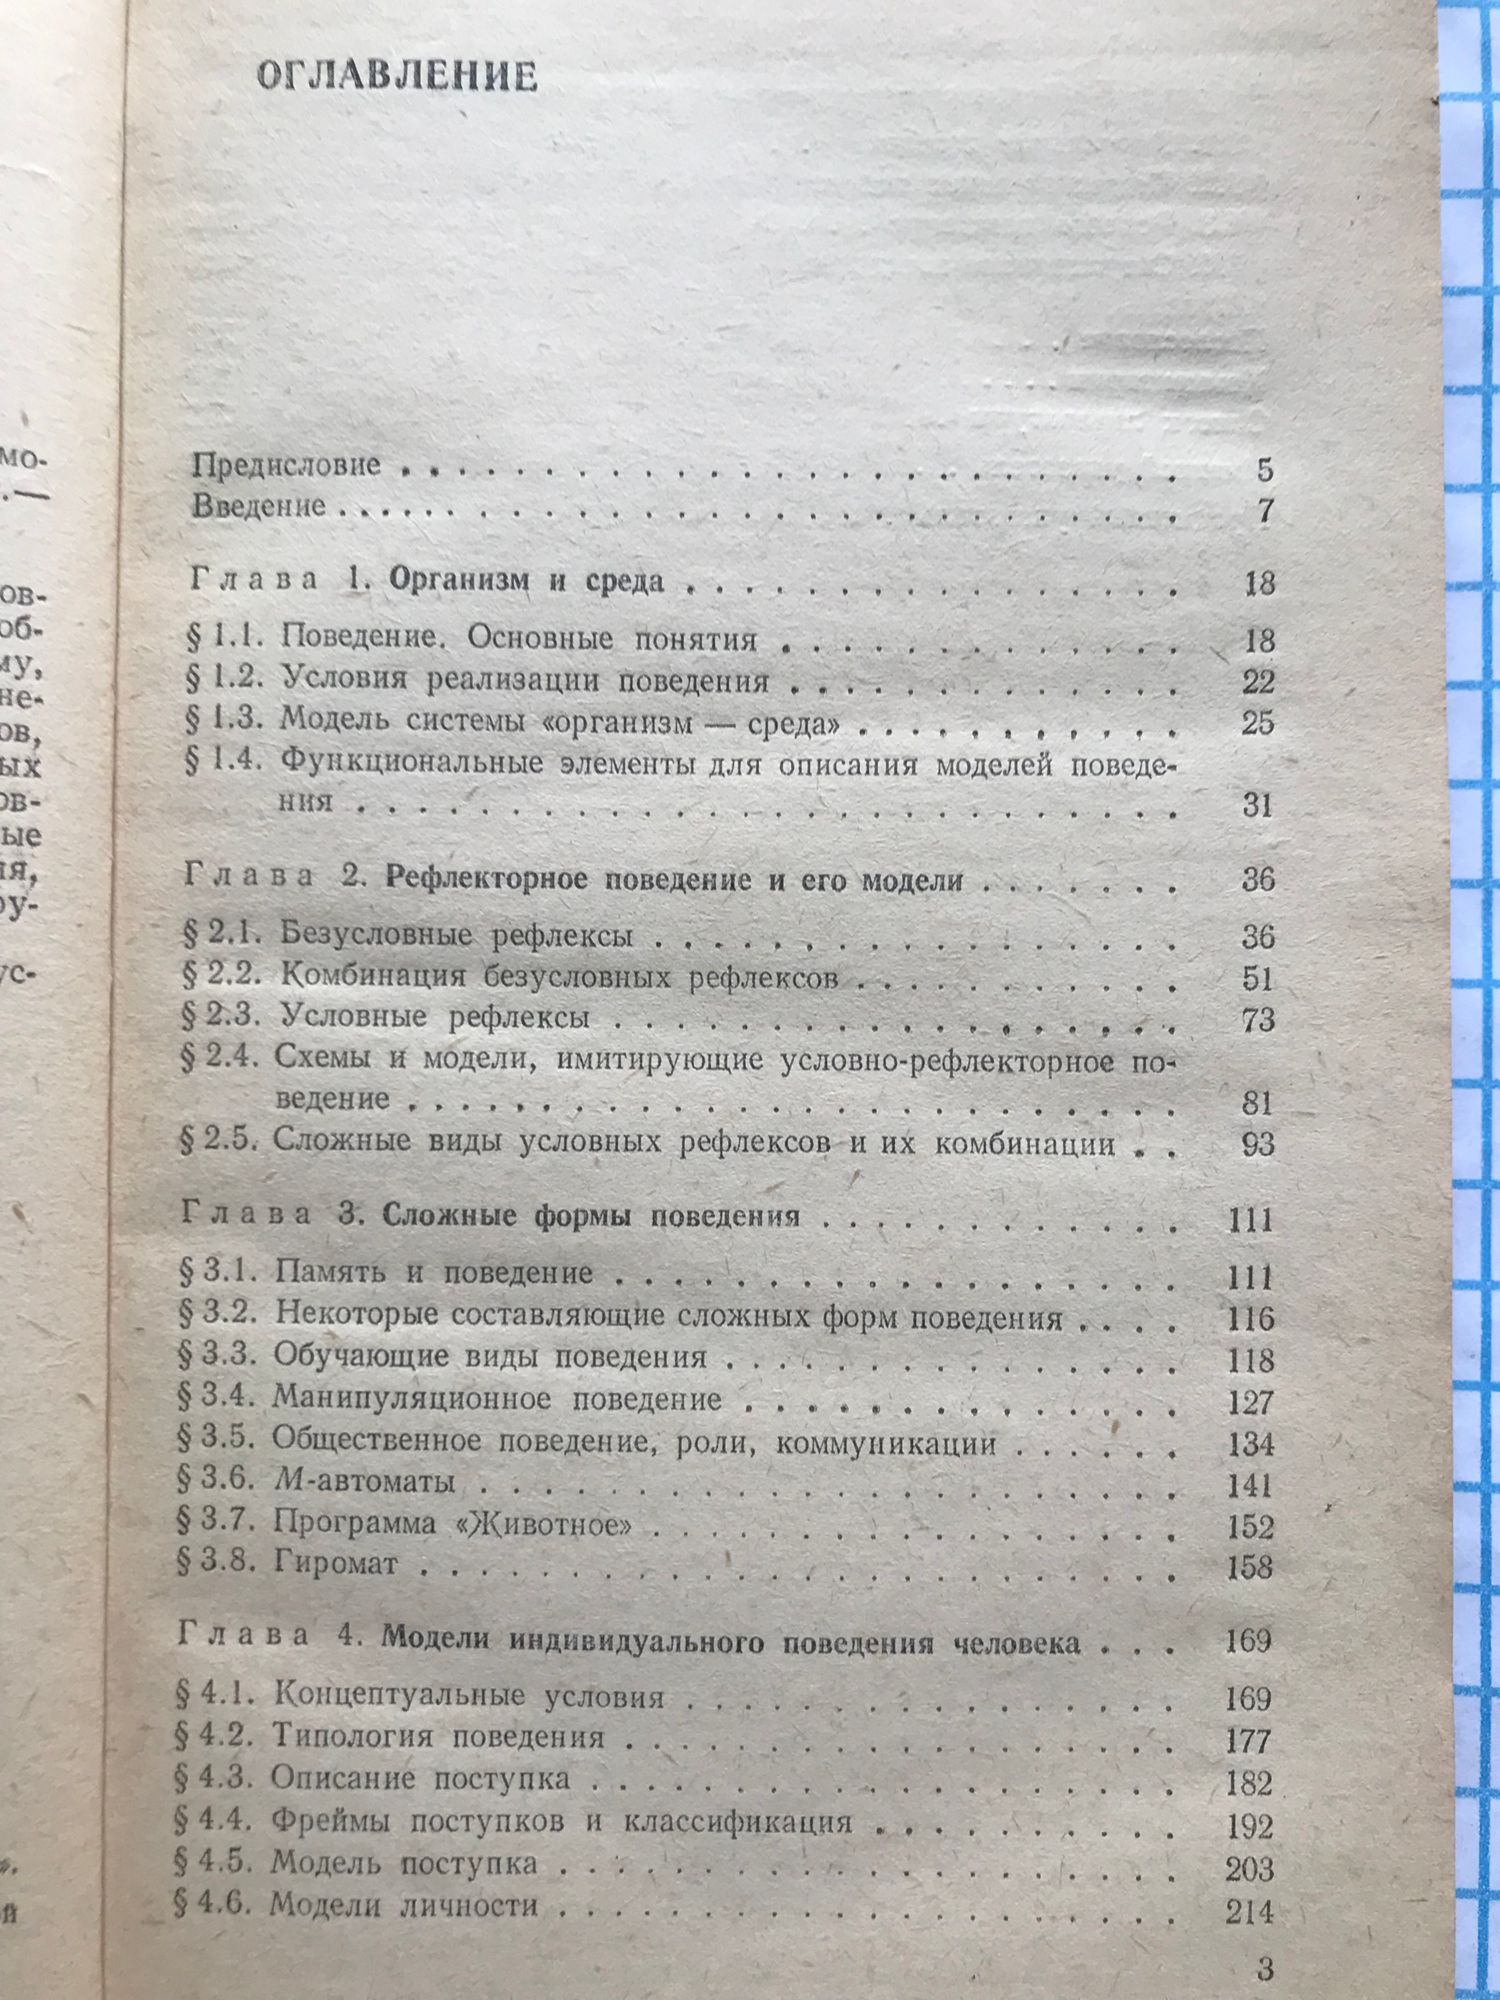 ОГЛАВЛЕНИЕ
Предисловие . . . . . . . . . . . . . . . . . . . . . . . . 5
Введение . . . . . . . . . . . . . . . . . . . . . . . . . . 7
Глава 1. Организм и среда . . . . . . . . . . . . . . . . 18
§ 1.1. Поведение. Основные понятия . . . . . . . . . . . . . 18
§ 1.2. Условия реализации поведения . . . . . . . . . . . . . 22
§ 1.3. Модель системы «организм — среда» . . . . . . . . . . . 25
§ 1.4. Функциональные элементы для описания моделей поведе-
ния . . . . . . . . . . . . . . . . . . . . . . . . . . 31
Глава 2. Рефлекторное поведение и его модели . . . . . . . 36
§ 2.1. Безусловные рефлексы . . . . . . . . . . . . . . . . . 36
§ 2.2. Комбинация безусловных рефлексов . . . . . . . . . . . 51
§ 2.3. Условные рефлексы . . . . . . . . . . . . . . . . . . 73
§ 2.4. Схемы и модели, имитирующие условно-рефлекторное по-
ведение . . . . . . . . . . . . . . . . . . . . . . . . 81
§ 2.5. Сложные виды условных рефлексов и их комбинации . . 93
Глава 3. Сложные формы поведения . . . . . . . . . . . . 111
§ 3.1. Память и поведение . . . . . . . . . . . . . . . . . . 111
§ 3.2. Некоторые составляющие сложных форм поведения . . . . 116
§ 3.3. Обучающие виды поведения . . . . . . . . . . . . . . . 118
§ 3.4. Манипуляционное поведение . . . . . . . . . . . . . . 127
§ 3.5. Общественное поведение, роли, коммуникации . . . . . . 134
§ 3.6. М-автоматы . . . . . . . . . . . . . . . . . . . . . . 141
§ 3.7. Программа «Животное» . . . . . . . . . . . . . . . . . 152
§ 3.8. Гиромат . . . . . . . . . . . . . . . . . . . . . . . . 158
Глава 4. Модели индивидуального поведения человека . . . 169
§ 4.1. Концептуальные условия . . . . . . . . . . . . . . . . 169
§ 4.2. Типология поведения . . . . . . . . . . . . . . . . . . 177
§ 4.3. Описание поступка . . . . . . . . . . . . . . . . . . . 182
§ 4.4. Фреймы поступков и классификация . . . . . . . . . . 192
§ 4.5. Модель поступка . . . . . . . . . . . . . . . . . . . . 203
§ 4.6. Модели личности . . . . . . . . . . . . . . . . . . . . 214
3